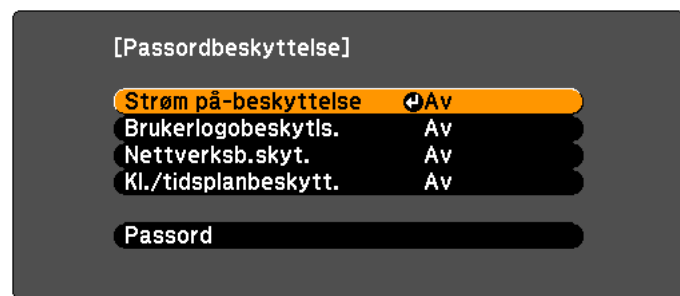 [Passordbeskyttelse]
Strøm på-beskyttelse Av
Brukerlogobeskytls. Av
Nettverksb.skyt. Av
Kl./tidsplanbeskytt. Av
Passord